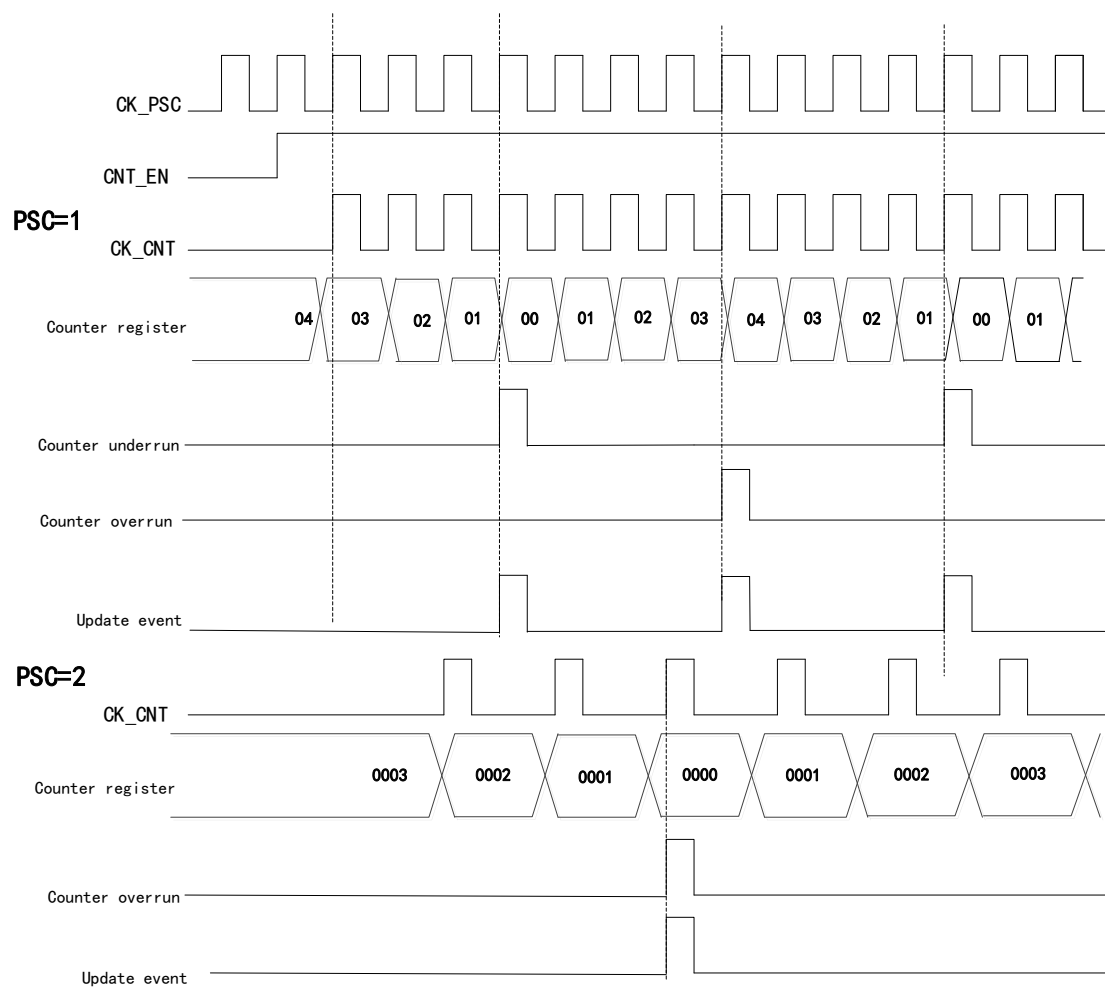 CK_PSC
CNT_EN
PSC=1
CK_CNT
Counter register 04 03 02 01 00 01 02 03 04 03 02 01 00 01
Counter underrun
Counter overrun
Update event
PSC=2
CK_CNT
Counter register 0003 0002 0001 0000 0001 0002 0003
Counter overrun
Update event